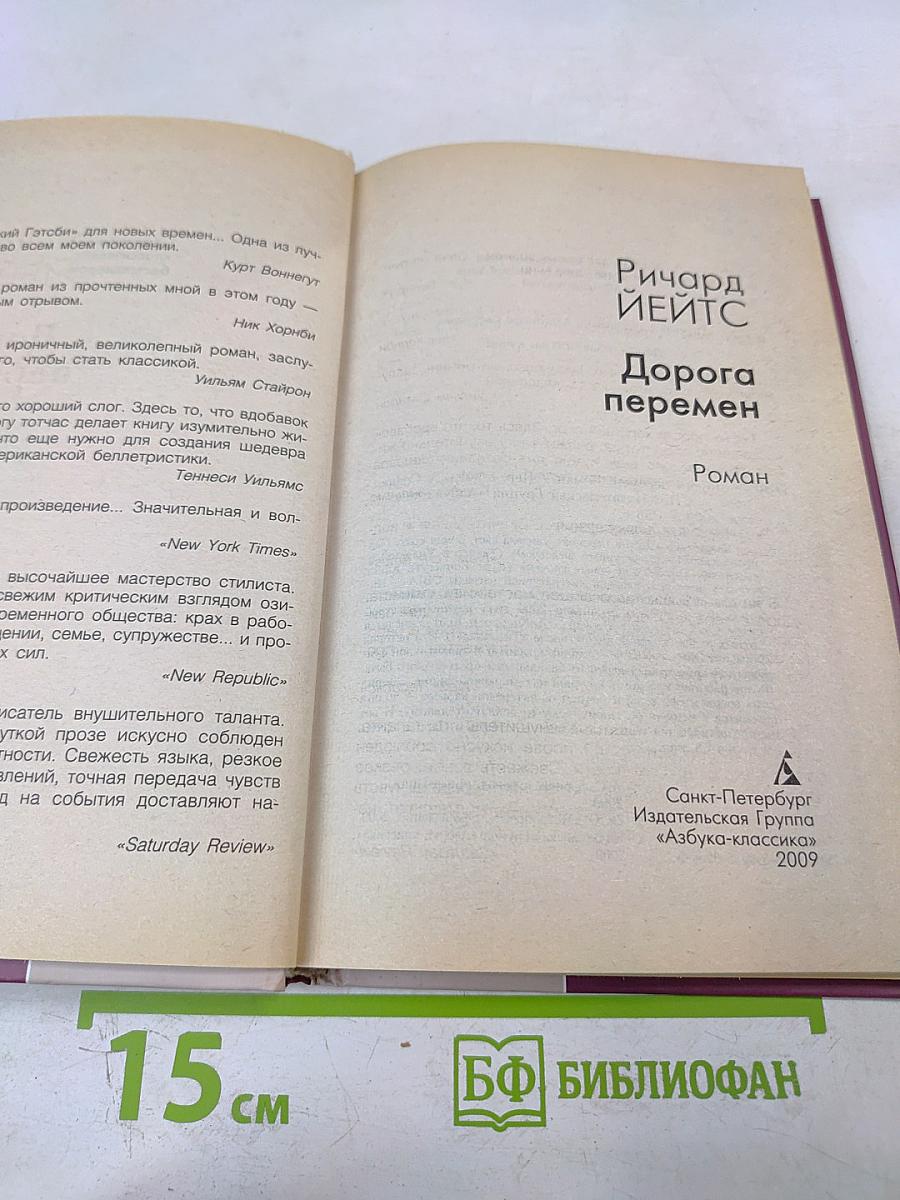 кий Гэтсби» для новых времен... Одна из луч-
во всем моем поколении.
Курт Воннегут
роман из прочтенных мной в этом году —
ым отрывом.
Ник Хорнби
ироничный, великолепный роман, заслу-
го, чтобы стать классикой.
Уильям Стайрон
то хороший слог. Здесь то, что вдобавок
огу тотчас делает книгу изумительно жи-
что еще нужно для создания шедевра
ериканской беллетристики.
Теннеси Уильямс
произведение... Значительная и вол-
«New York Times»
высочайшее мастерство стилиста.
свежим критическим взглядом ози-
ременного общества: крах в рабо-
щении, семье, супружестве... и про-
х сил.
«New Republic»
исатель внушительного таланта.
уткой прозе искусно соблюден
тности. Свежесть языка, резкое
влений, точная передача чувств
д на события доставляют на-
«Saturday Review»
Ричард
ЙЕЙТС
Дорога
перемен
Роман
Санкт-Петербург
Издательская Группа
«Азбука-классика»
2009
15 см
БФ БИБЛИОФАН